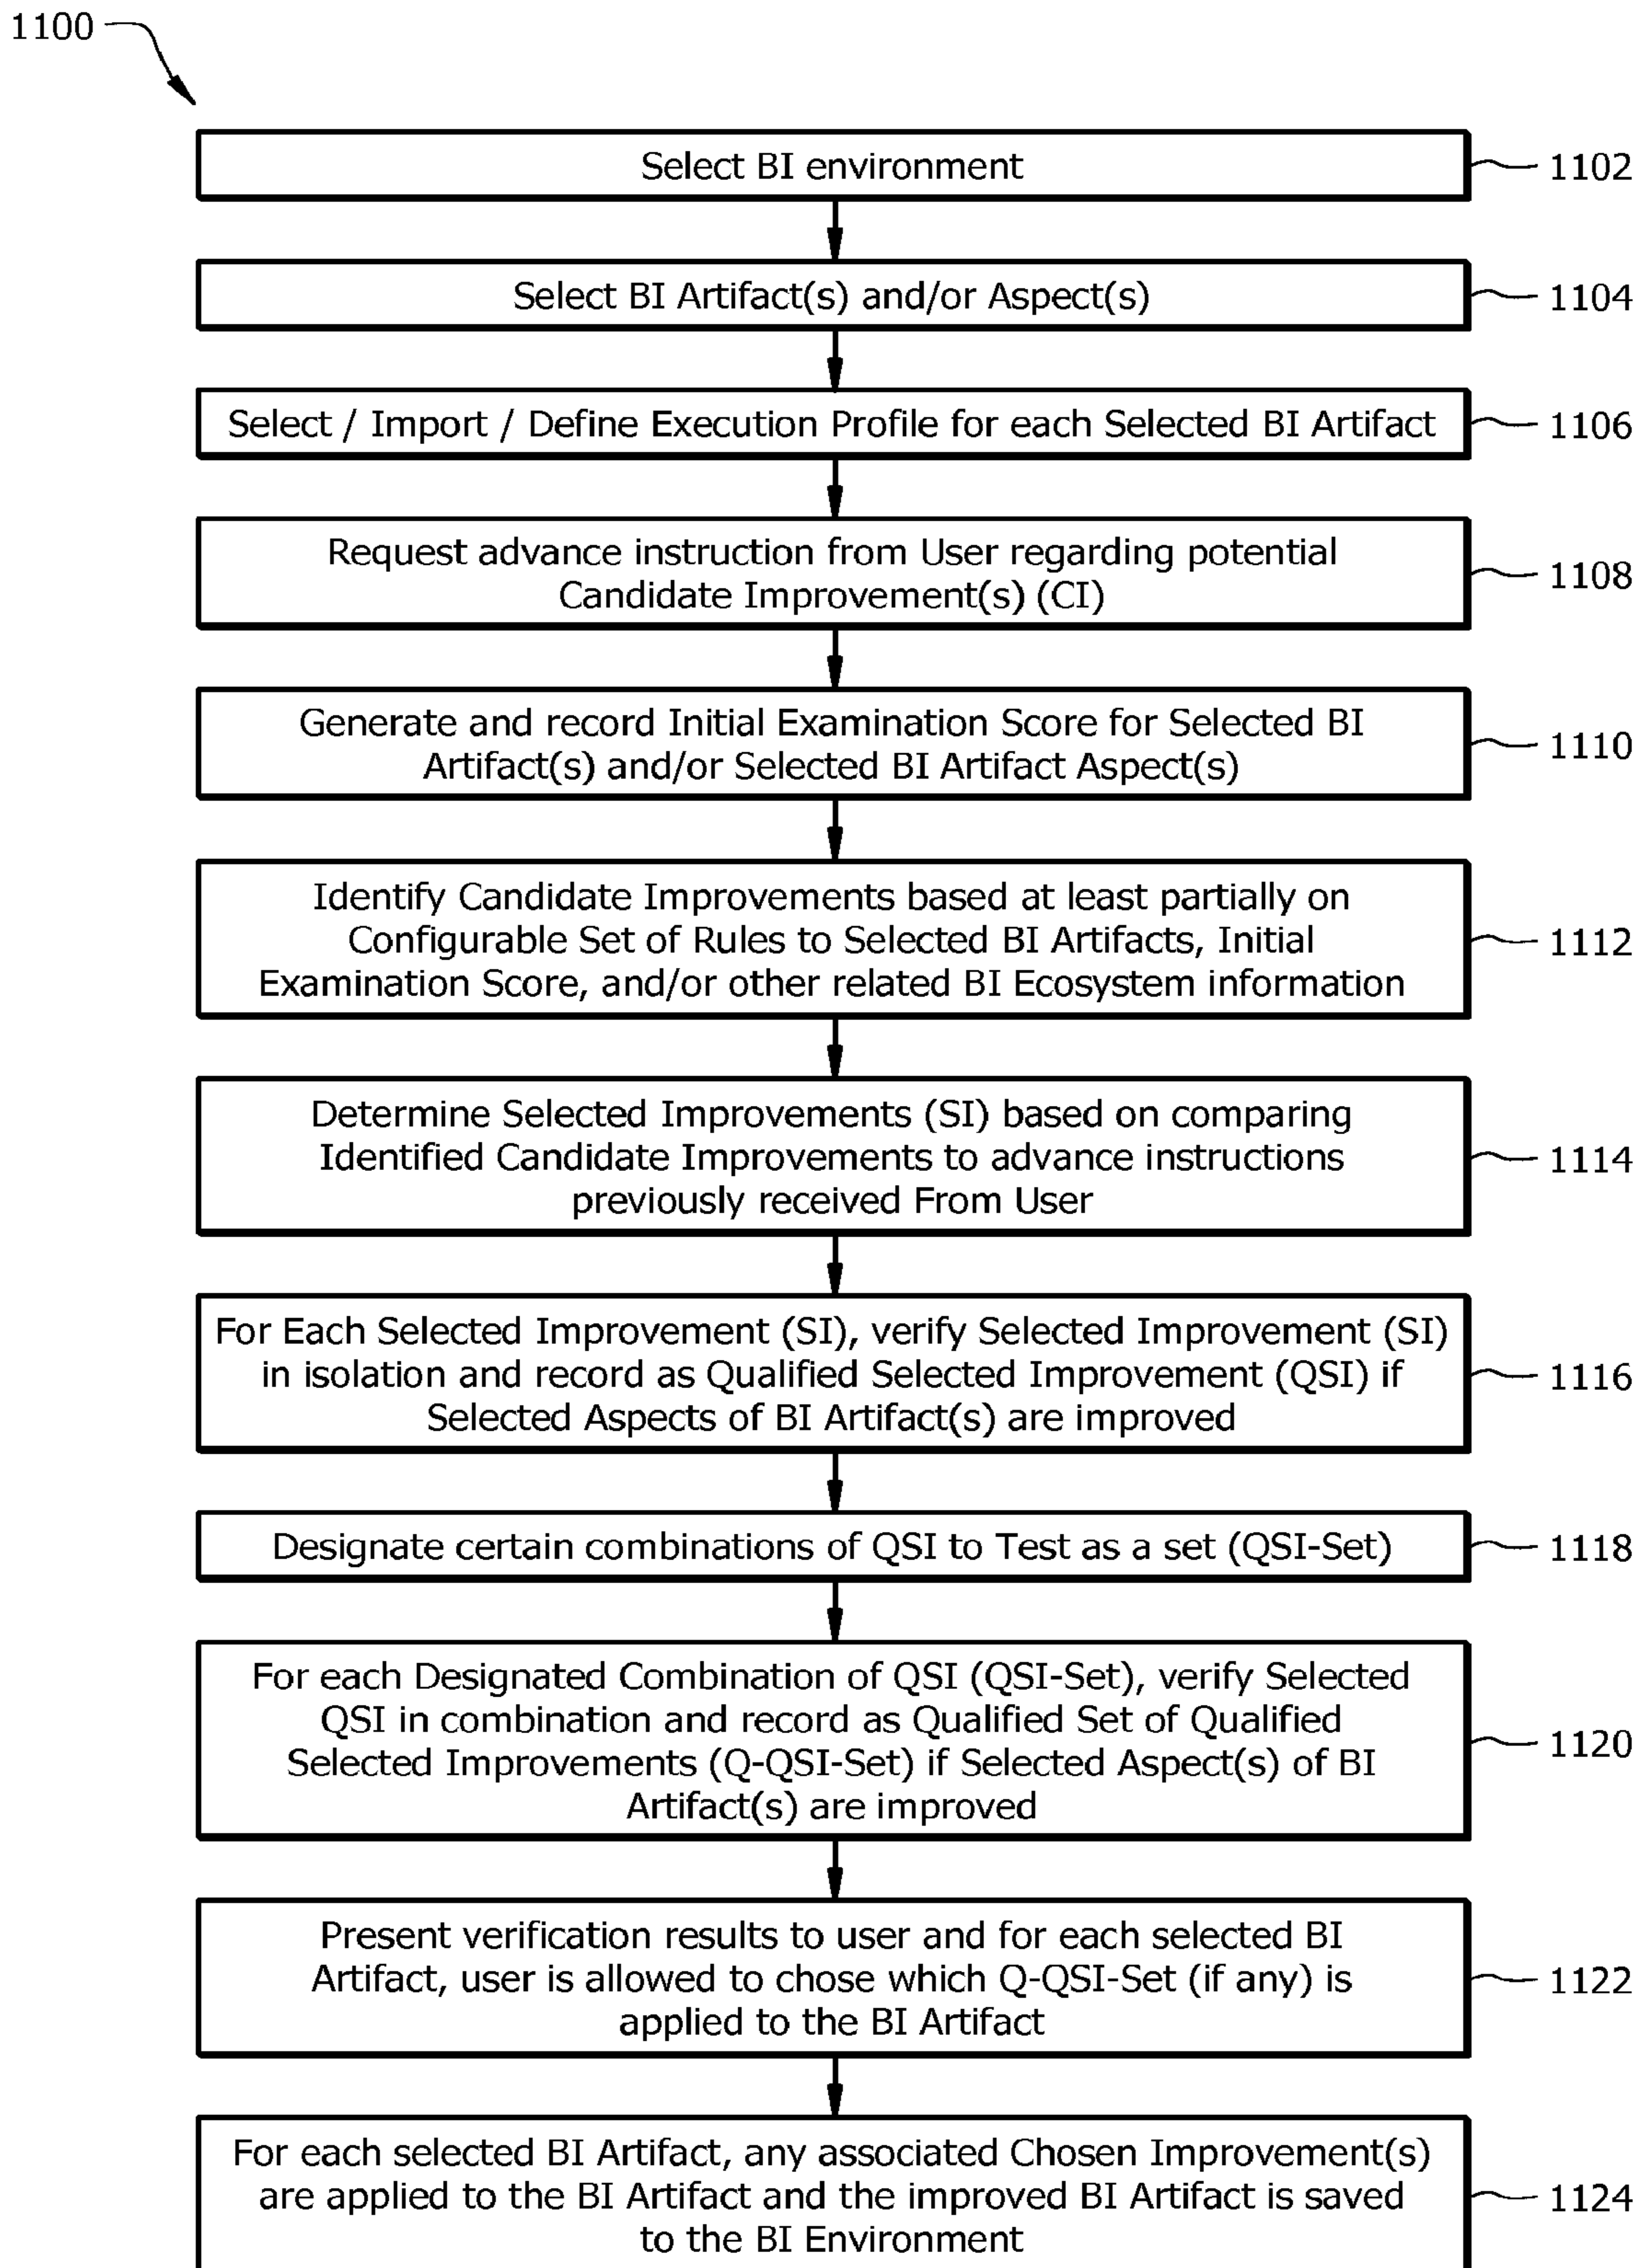 1100
Select BI environment
1102
Select BI Artifact(s) and/or Aspect(s)
1104
Select / Import / Define Execution Profile for each Selected BI Artifact
1106
Request advance instruction from User regarding potential
Candidate Improvement(s) (CI)
1108
Generate and record Initial Examination Score for Selected BI
Artifact(s) and/or Selected BI Artifact Aspect(s)
1110
Identify Candidate Improvements based at least partially on
Configurable Set of Rules to Selected BI Artifacts, Initial
Examination Score, and/or other related BI Ecosystem information
1112
Determine Selected Improvements (SI) based on comparing
Identified Candidate Improvements to advance instructions
previously received From User
1114
For Each Selected Improvement (SI), verify Selected Improvement (SI)
in isolation and record as Qualified Selected Improvement (QSI) if
Selected Aspects of BI Artifact(s) are improved
1116
Designate certain combinations of QSI to Test as a set (QSI-Set)
1118
For each Designated Combination of QSI (QSI-Set), verify Selected
QSI in combination and record as Qualified Set of Qualified
Selected Improvements (Q-QSI-Set) if Selected Aspect(s) of BI
Artifact(s) are improved
1120
Present verification results to user and for each selected BI
Artifact, user is allowed to chose which Q-QSI-Set (if any) is
applied to the BI Artifact
1122
For each selected BI Artifact, any associated Chosen Improvement(s)
are applied to the BI Artifact and the improved BI Artifact is saved
to the BI Environment
1124